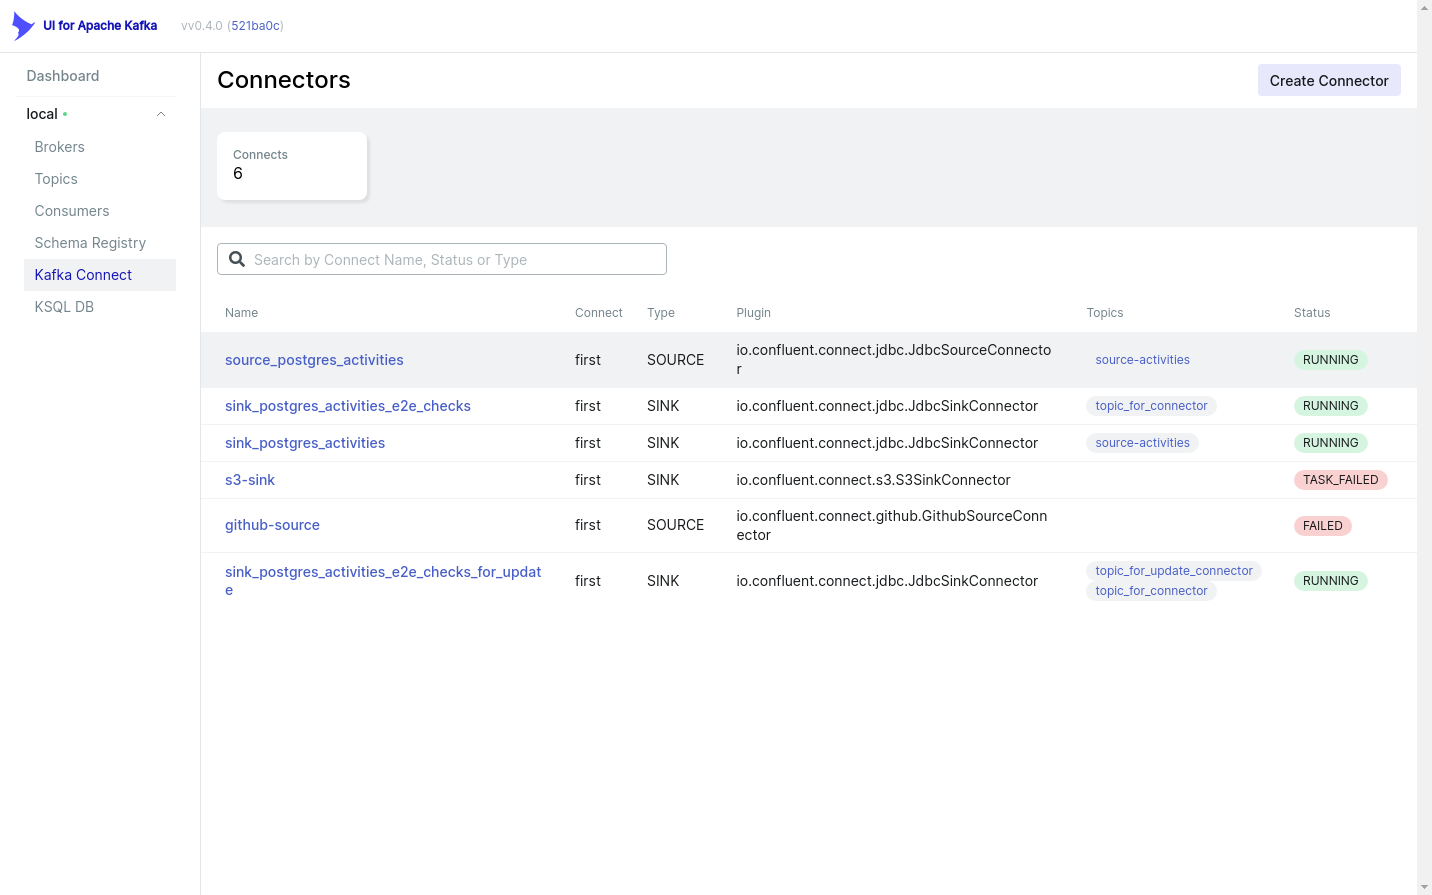 UI for Apache Kafka vv0.4.0 (521ba0c)
Dashboard
local
Brokers
Topics
Consumers
Schema Registry
Kafka Connect
KSQL DB
Connectors
Create Connector
Connects
6
Search by Connect Name, Status or Type
Name Connect Type Plugin Topics Status
source_postgres_activities first SOURCE io.confluent.connect.jdbc.JdbcSourceConnecto source-activities RUNNING
r
sink_postgres_activities_e2e_checks first SINK io.confluent.connect.jdbc.JdbcSinkConnector topic_for_connector RUNNING
sink_postgres_activities first SINK io.confluent.connect.jdbc.JdbcSinkConnector source-activities RUNNING
s3-sink first SINK io.confluent.connect.s3.S3SinkConnector TASK_FAILED
github-source first SOURCE io.confluent.connect.github.GithubSourceConn FAILED
ector
sink_postgres_activities_e2e_checks_for_updat first SINK io.confluent.connect.jdbc.JdbcSinkConnector topic_for_update_connector RUNNING
e topic_for_connector